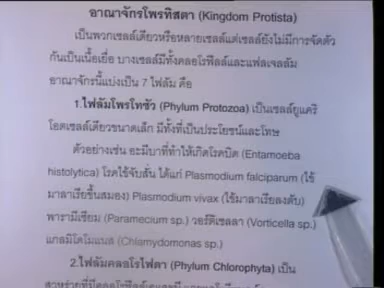 อาณาจักรโพรทิสตา (Kingdom Protista)
เป็นพวกเซลล์เดียวหรือหลายเซลล์แต่เซลล์ยังไม่มีการจัดตัว
กันเป็นเนื้อเยื่อ บางเซลล์มีทั้งคลอโรฟิลล์และแฟลเจลลัม
อาณาจักรนี้แบ่งเป็น 7 ไฟลัม คือ
1.ไฟลัมโพรโทซัว (Phylum Protozoa) เป็นเซลล์ยูแคริ
โอตเซลล์เดียวขนาดเล็ก มีทั้งที่เป็นประโยชน์และโทษ
ตัวอย่างเช่น อะมีบาที่ทำให้เกิดโรคบิด (Entamoeba
histolytica) โรคไข้จับสั่น ได้แก่ Plasmodium falciparum (ไข้
มาลาเรียขึ้นสมอง) Plasmodium vivax (ไข้มาลาเรียลงตับ)
พารามีเซียม (Paramecium sp.) วอร์ติเซลลา (Vorticella sp.)
แกลมิโดโมแนส (Chlamydomonas sp.)
2.ไฟลัมคลอโรไฟตา (Phylum Chlorophyta) เป็น